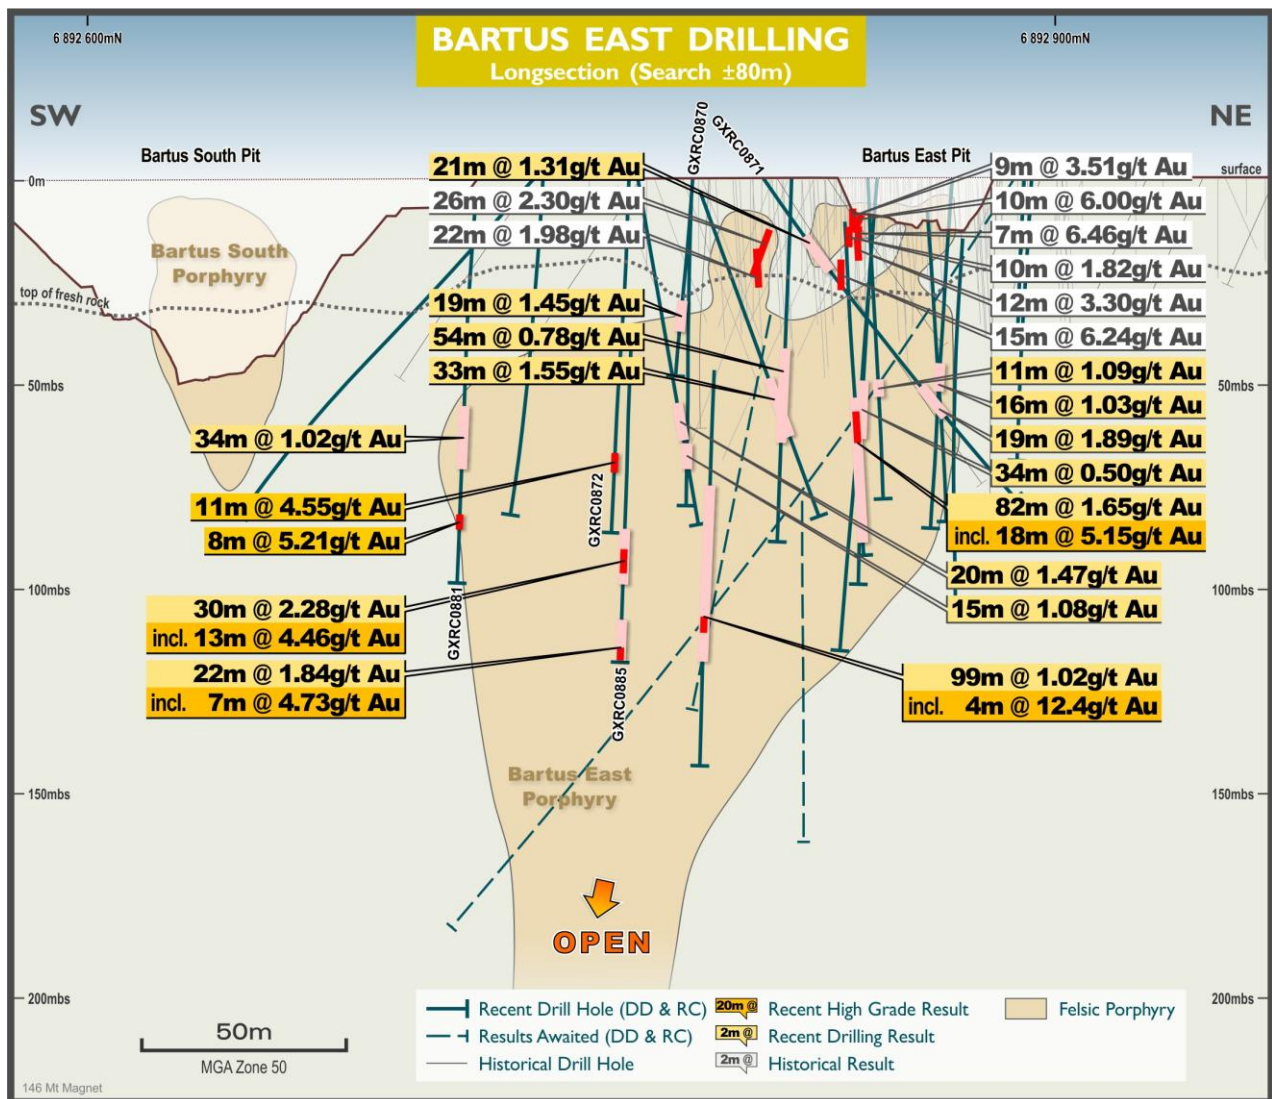 6 892 600mN
6 892 900mN
BARTUS EAST DRILLING
Longsection (Search ±80m)
SW
NE
Bartus South Pit
Bartus East Pit
GXRC0870
GXRC0871
0m
surface
21m @ 1.31g/t Au
26m @ 2.30g/t Au
22m @ 1.98g/t Au
19m @ 1.45g/t Au
54m @ 0.78g/t Au
33m @ 1.55g/t Au
9m @ 3.51g/t Au
10m @ 6.00g/t Au
7m @ 6.46g/t Au
10m @ 1.82g/t Au
12m @ 3.30g/t Au
15m @ 6.24g/t Au
11m @ 1.09g/t Au
16m @ 1.03g/t Au
19m @ 1.89g/t Au
34m @ 0.50g/t Au
82m @ 1.65g/t Au
incl. 18m @ 5.15g/t Au
20m @ 1.47g/t Au
15m @ 1.08g/t Au
99m @ 1.02g/t Au
incl. 4m @ 12.4g/t Au
Bartus South
Porphyry
top of fresh rock
50mbs
50mbs
34m @ 1.02g/t Au
11m @ 4.55g/t Au
8m @ 5.21g/t Au
GXRC0872
100mbs
100mbs
30m @ 2.28g/t Au
incl. 13m @ 4.46g/t Au
22m @ 1.84g/t Au
incl. 7m @ 4.73g/t Au
GXRC0881
GXRC0885
Bartus East
Porphyry
150mbs
150mbs
OPEN
200mbs
200mbs
50m
MGA Zone 50
Recent Drill Hole (DD & RC)
Results Awaited (DD & RC)
Historical Drill Hole
20m @
Recent High Grade Result
2m @
Recent Drilling Result
2m @
Historical Result
Felsic Porphyry
146 Mt Magnet